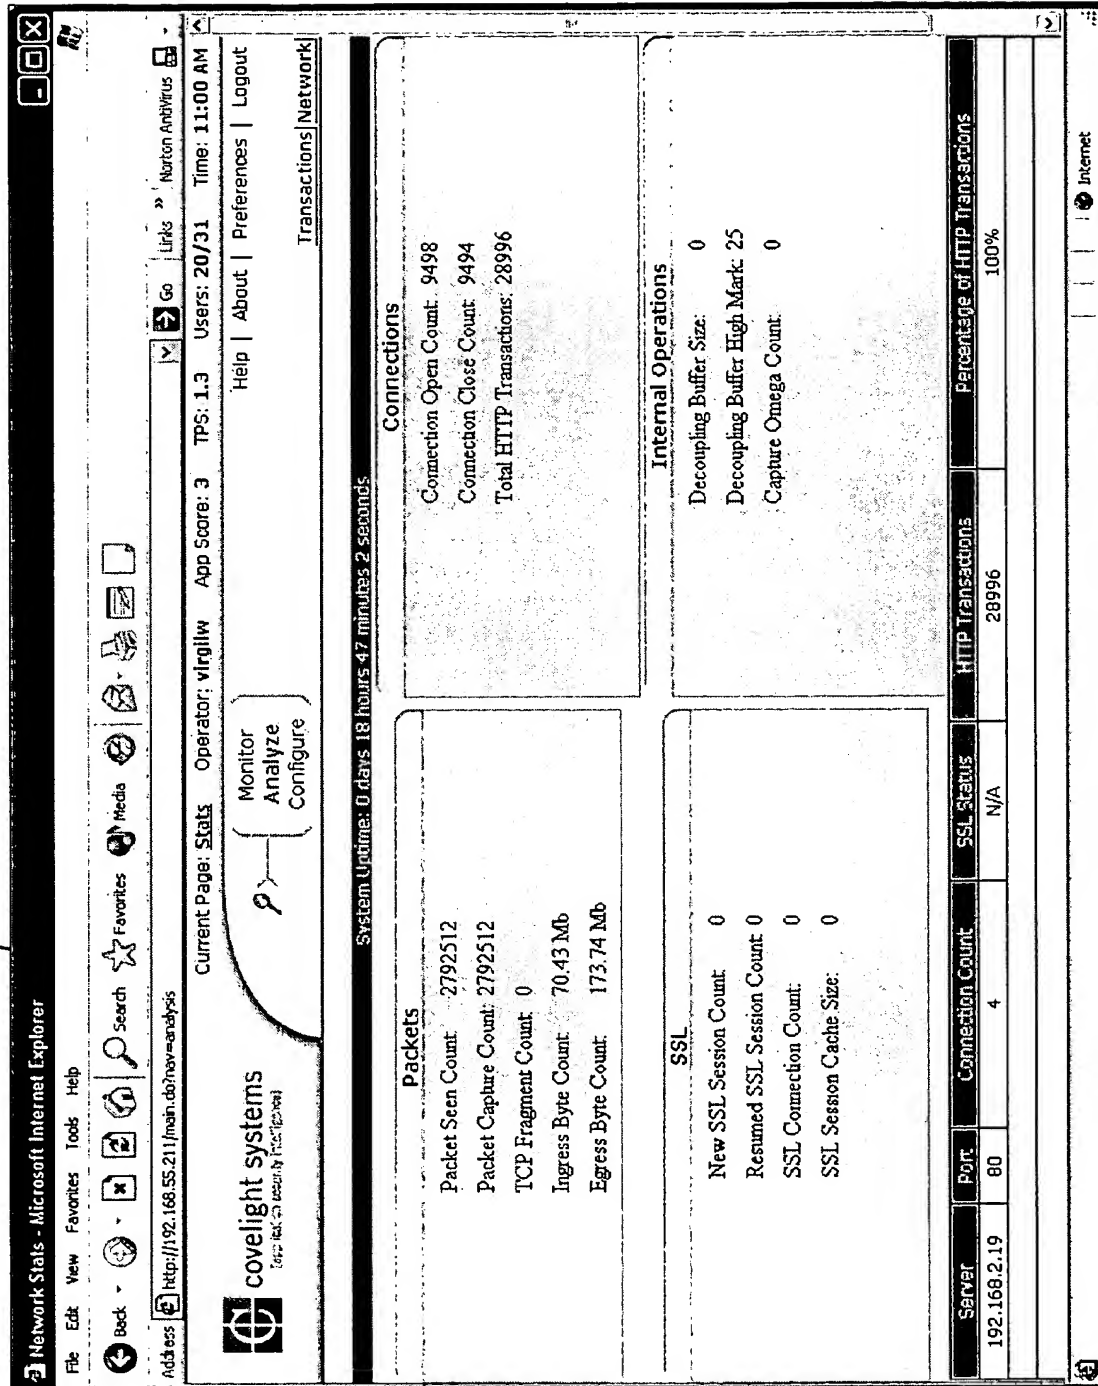 Network Stats - Microsoft Internet Explorer
File Edit View Favorites Tools Help
Back Search Favorites Media
Address http://192.168.55.211/main.do?nav=analysis Go Links » Norton AntiVirus
Current Page: Stats Operator: virgilw App Score: 3 TPS: 1.3 Users: 20/31 Time: 11:00 AM
covelight systems
Monitor
Analyze
Configure
Help | About | Preferences | Logout
Transactions | Network
System Uptime: 0 days 18 hours 47 minutes 2 seconds
Packets
Packet Seen Count: 2792512
Packet Capture Count: 2792512
TCP Fragment Count: 0
Ingress Byte Count: 70.43 Mb
Egress Byte Count: 173.74 Mb
Connections
Connection Open Count: 9498
Connection Close Count: 9494
Total HTTP Transactions: 28996
SSL
New SSL Session Count: 0
Resumed SSL Session Count: 0
SSL Connection Count: 0
SSL Session Cache Size: 0
Internal Operations
Decoupling Buffer Size: 0
Decoupling Buffer High Mark: 25
Capture Omega Count: 0
Server Port Connection Count SSL Status HTTP Transactions Percentage of HTTP Transactions
192.168.2.19 80 4 N/A 28996 100%
Internet